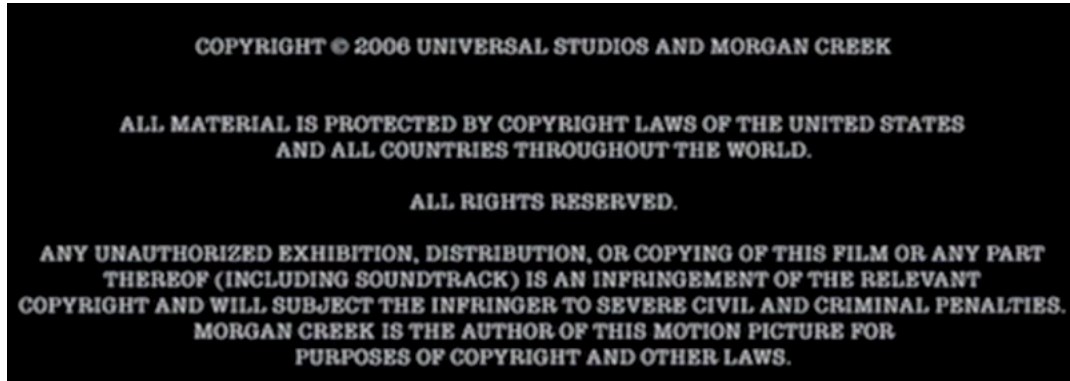 COPYRIGHT © 2006 UNIVERSAL STUDIOS AND MORGAN CREEK
ALL MATERIAL IS PROTECTED BY COPYRIGHT LAWS OF THE UNITED STATES
AND ALL COUNTRIES THROUGHOUT THE WORLD.
ALL RIGHTS RESERVED.
ANY UNAUTHORIZED EXHIBITION, DISTRIBUTION, OR COPYING OF THIS FILM OR ANY PART
THEREOF (INCLUDING SOUNDTRACK) IS AN INFRINGEMENT OF THE RELEVANT
COPYRIGHT AND WILL SUBJECT THE INFRINGER TO SEVERE CIVIL AND CRIMINAL PENALTIES.
MORGAN CREEK IS THE AUTHOR OF THIS MOTION PICTURE FOR
PURPOSES OF COPYRIGHT AND OTHER LAWS.